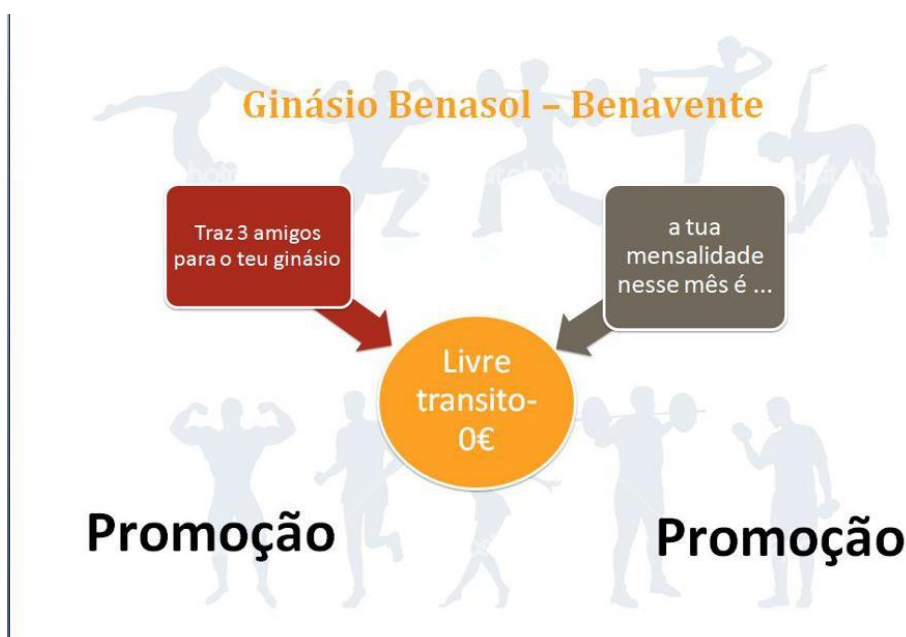 Ginásio Benasol – Benavente
Traz 3 amigos
para o teu ginásio
a tua
mensalidade
nesse mês é ...
Livre
transito-
0€
Promoção
Promoção